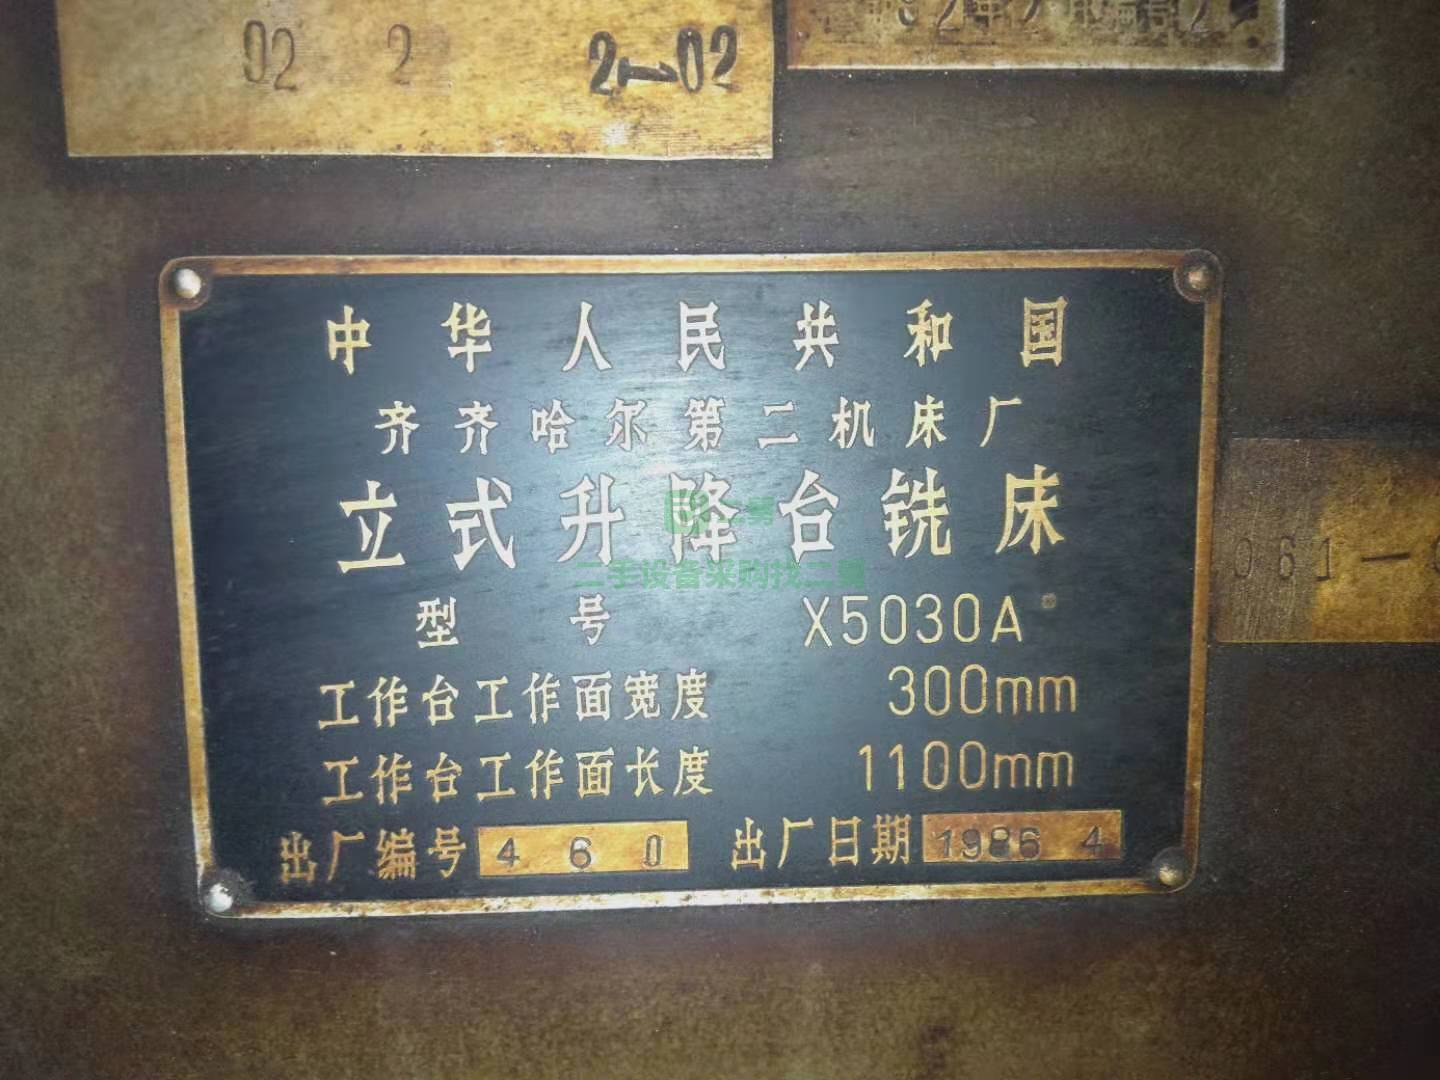 02 2 2702
中华人民共和国
齐齐哈尔第二机床厂
立式升降台铣床
二手设备采购找二量
型号 X5030A
工作台工作面宽度 300mm
工作台工作面长度 1100mm
出厂编号 460 出厂日期 1986 4
061-